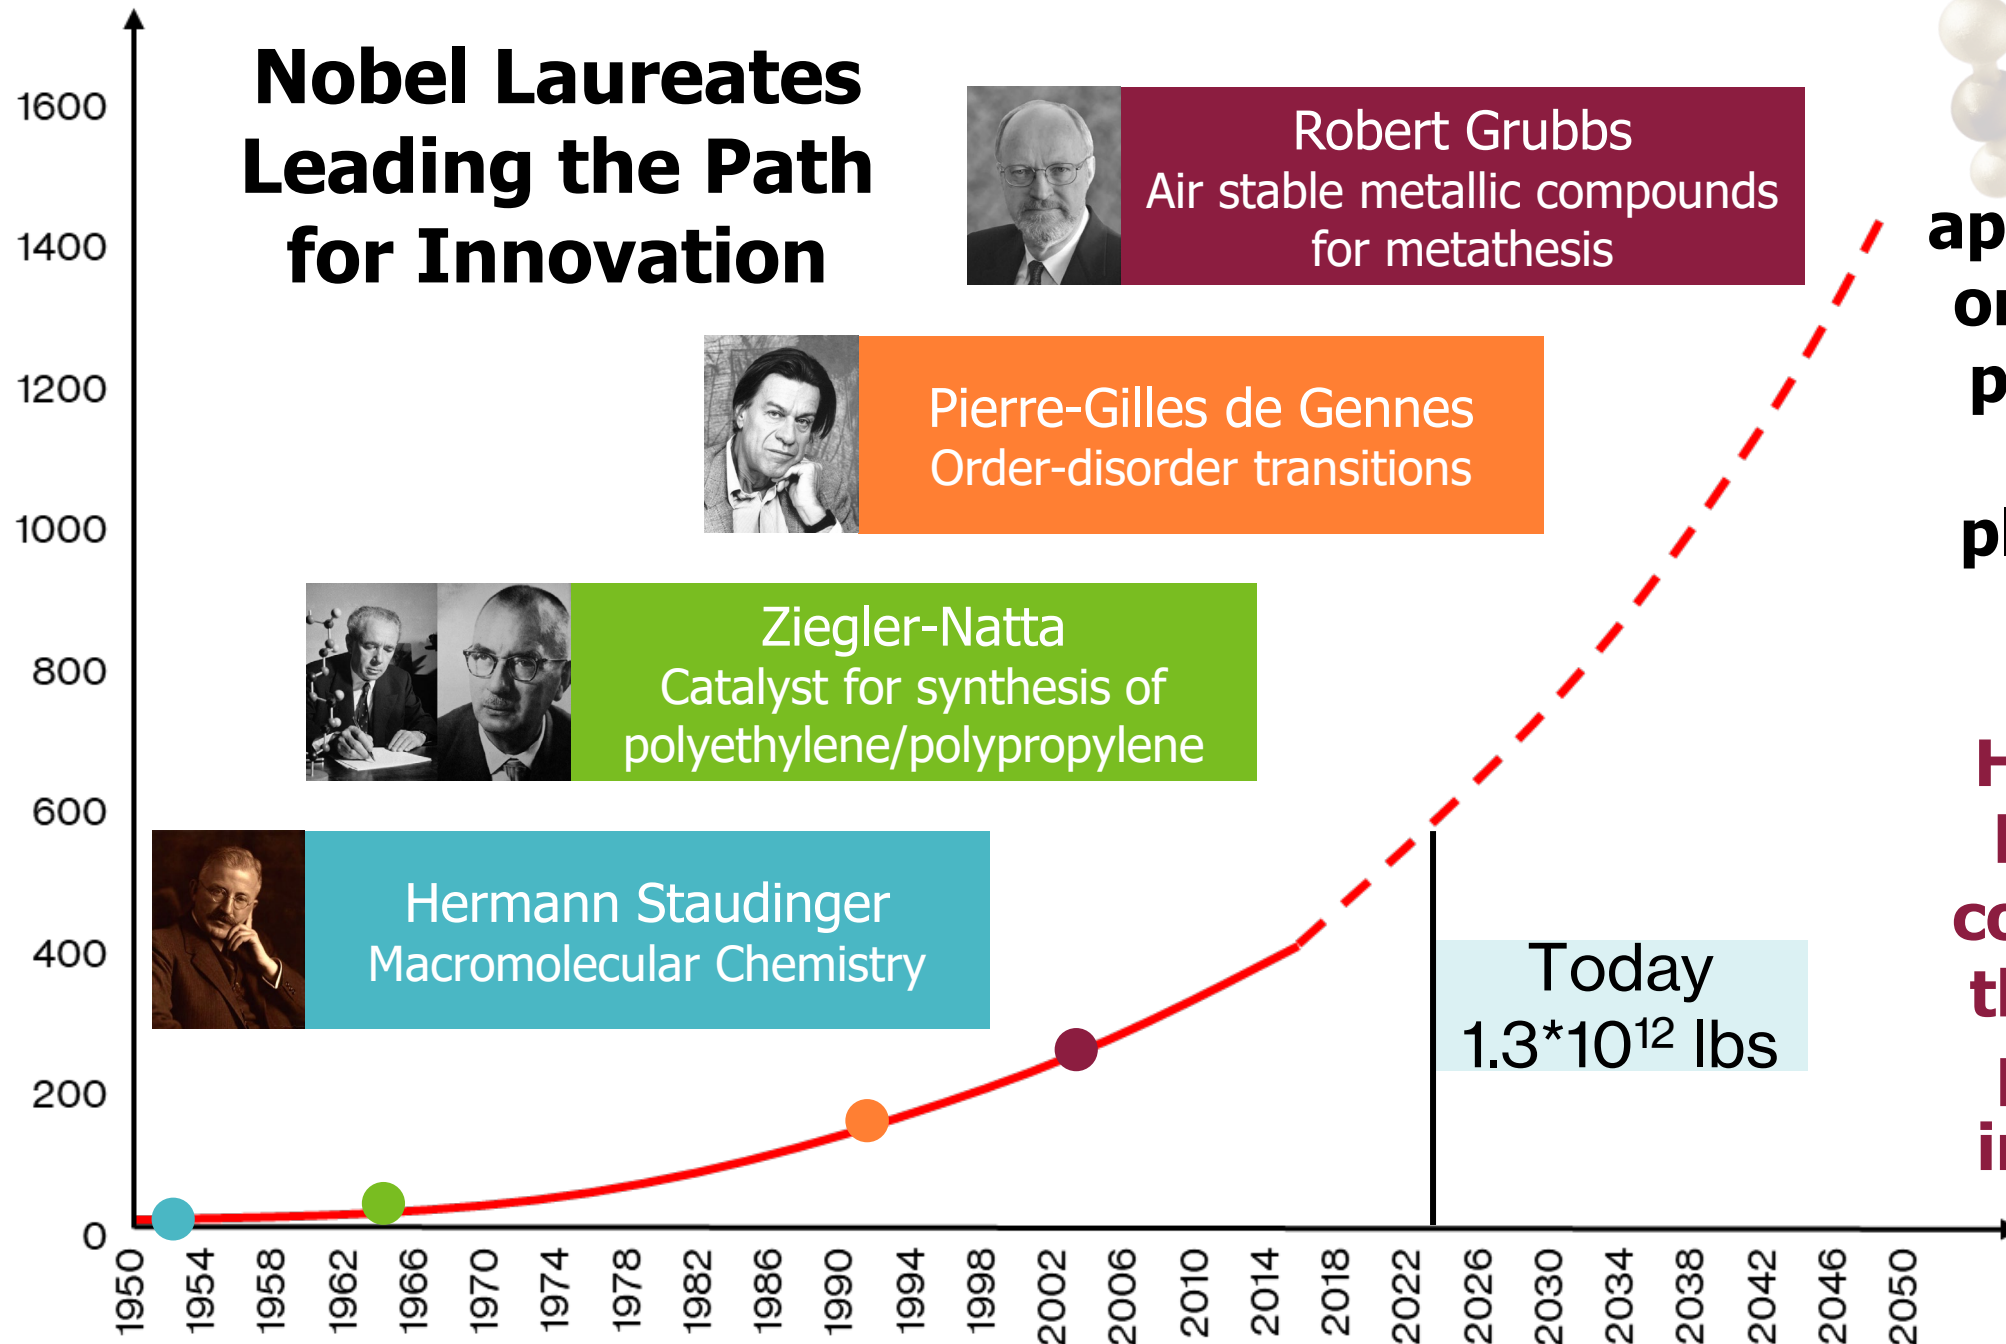 Nobel Laureates
Leading the Path
for Innovation
Robert Grubbs
Air stable metallic compounds
for metathesis
Pierre-Gilles de Gennes
Order-disorder transitions
Ziegler-Natta
Catalyst for synthesis of
polyethylene/polypropylene
Hermann Staudinger
Macromolecular Chemistry
Today
1.3*10¹² lbs
1600
1400
1200
1000
800
600
400
200
0
1950
1954
1958
1962
1966
1970
1974
1978
1982
1986
1990
1994
1998
2002
2006
2010
2014
2018
2022
2026
2030
2034
2038
2042
2046
2050